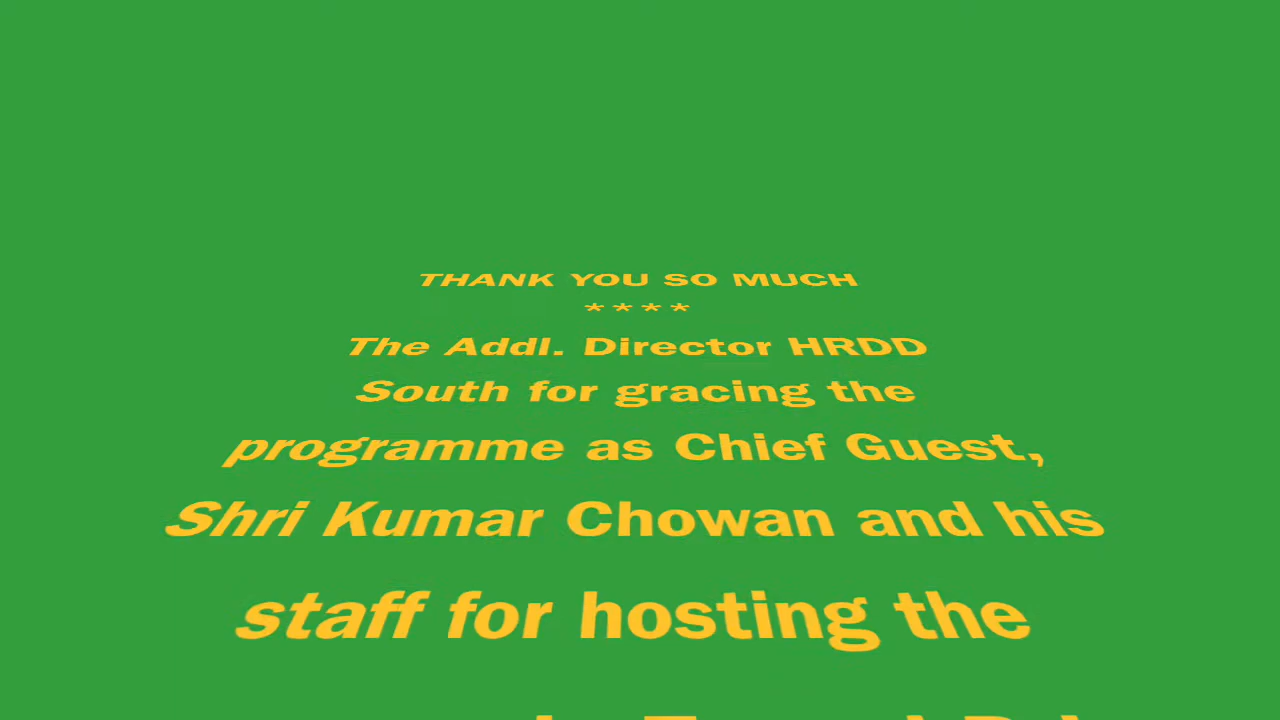 THANK YOU SO MUCH
****
The Addl. Director HRDD
South for gracing the
programme as Chief Guest,
Shri Kumar Chowan and his
staff for hosting the